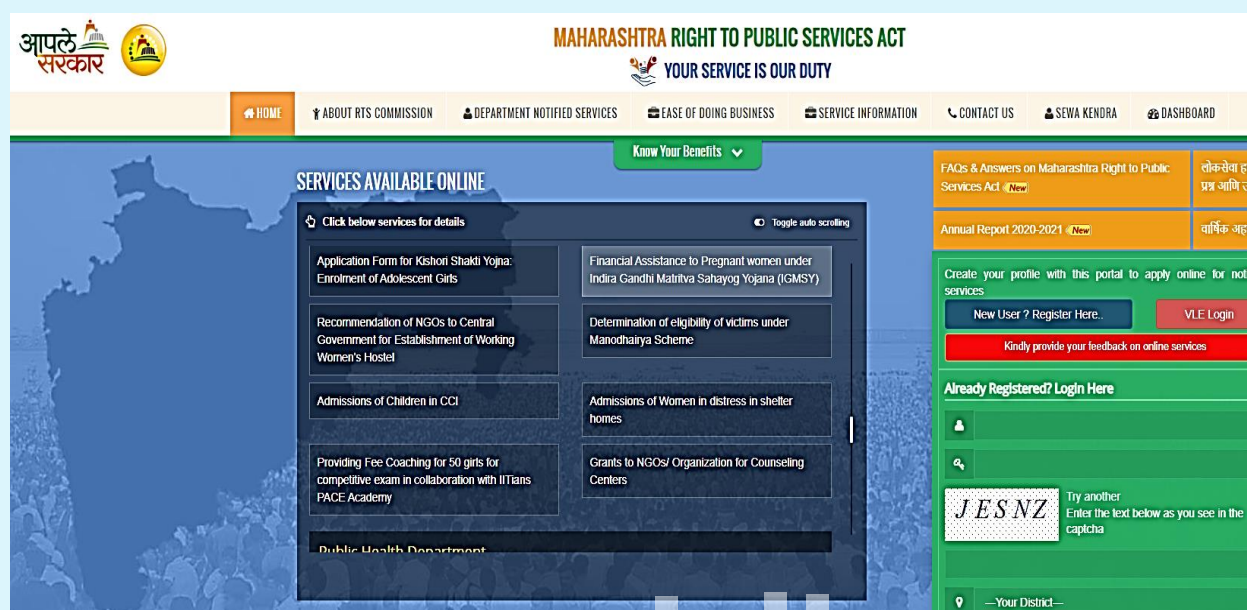 आपले
सरकार
MAHARASHTRA RIGHT TO PUBLIC SERVICES ACT
YOUR SERVICE IS OUR DUTY
HOME
ABOUT RTS COMMISSION
DEPARTMENT NOTIFIED SERVICES
EASE OF DOING BUSINESS
SERVICE INFORMATION
CONTACT US
SEWA KENDRA
DASHBOARD
Know Your Benefits
SERVICES AVAILABLE ONLINE
Click below services for details
Toggle auto scrolling
Application Form for Kishori Shakti Yojna:
Enrolment of Adolescent Girls
Financial Assistance to Pregnant women under
Indira Gandhi Matritva Sahayog Yojana (IGMSY)
Recommendation of NGOs to Central
Government for Establishment of Working
Women's Hostel
Determination of eligibility of victims under
Manodhairya Scheme
Admissions of Children in CCI
Admissions of Women in distress in shelter
homes
Providing Fee Coaching for 50 girls for
competitive exam in collaboration with IITians
PACE Academy
Grants to NGOs/ Organization for Counseling
Centers
Public Health Department
FAQs & Answers on Maharashtra Right to Public
Services Act New
लोकसेवा
प्रश्न आणि
Annual Report 2020-2021 New
वार्षिक
Create your profile with this portal to apply online for
services
New User ? Register Here..
VLE Login
Kindly provide your feedback on online services
Already Registered? Login Here
JESNZ
Try another
Enter the text below as you see in the
captcha
—Your District—